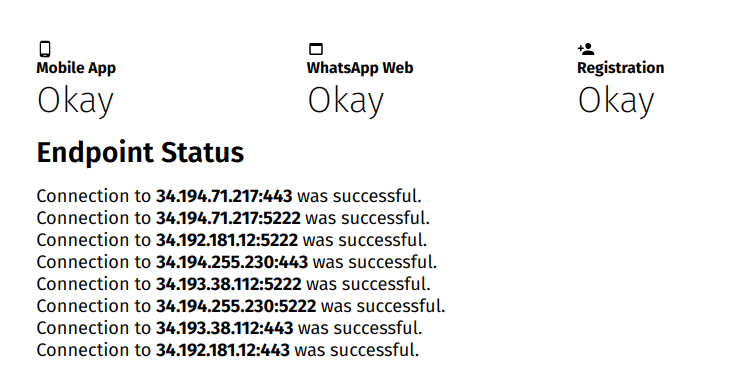 Mobile App
WhatsApp Web
Registration
Okay
Okay
Okay
Endpoint Status
Connection to 34.194.71.217:443 was successful.
Connection to 34.194.71.217:5222 was successful.
Connection to 34.192.181.12:5222 was successful.
Connection to 34.194.255.230:443 was successful.
Connection to 34.193.38.112:5222 was successful.
Connection to 34.194.255.230:5222 was successful.
Connection to 34.193.38.112:443 was successful.
Connection to 34.192.181.12:443 was successful.